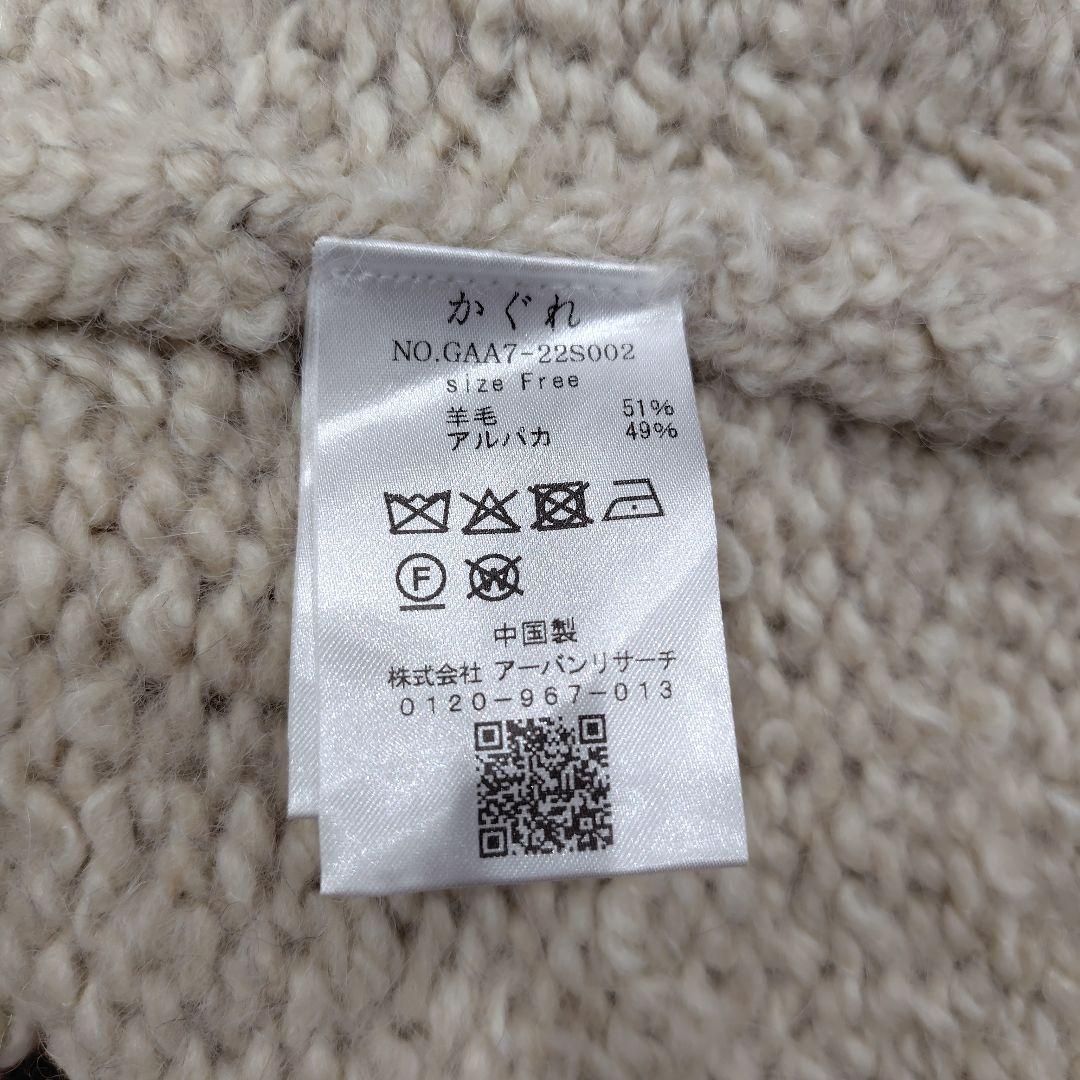 かぐれ
NO.GAA7-22S002
size Free
羊毛 51%
アルパカ 49%
F W
中国製
株式会社 アーバンリサーチ
0120-967-013